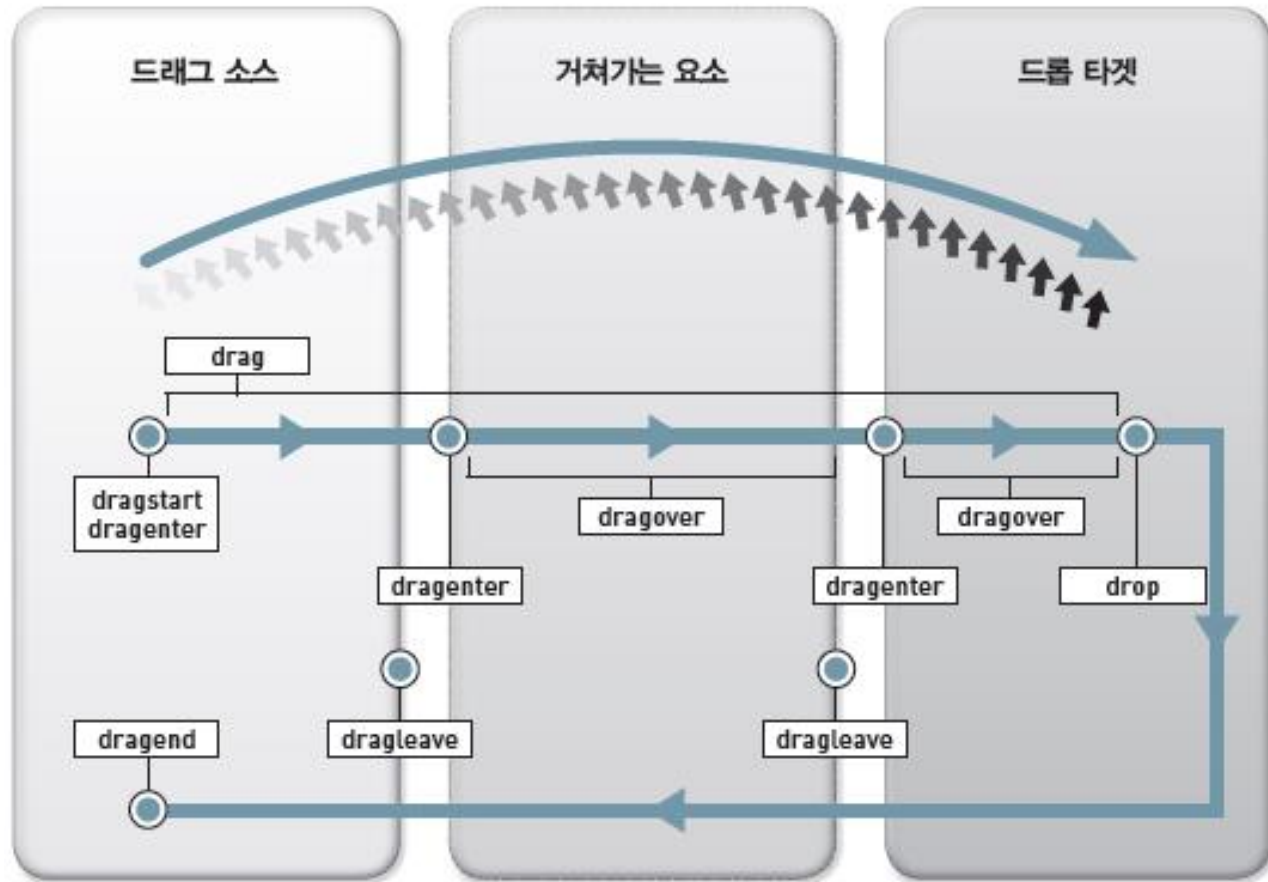 드래그 소스
거쳐가는 요소
드롭 타겟
drag
dragstart
dragenter
dragover
dragover
dragenter
dragenter
drop
dragend
dragleave
dragleave